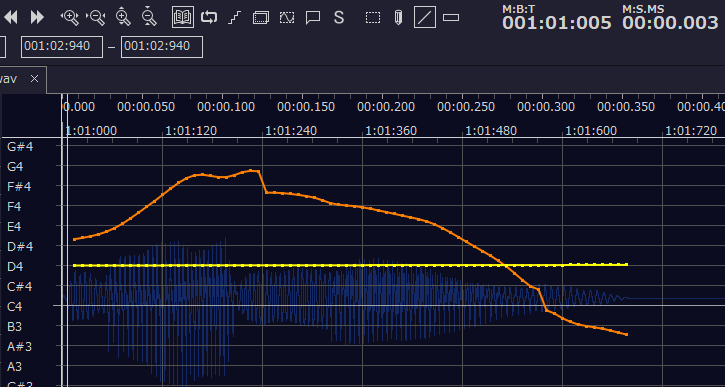 S
M:B:T
M:S.MS
001:01:005
00:00.003
001:02:940
–
001:02:940
wav
×
0.000
00:00.050
00:00.100
00:00.150
00:00.200
00:00.250
00:00.300
00:00.350
00:00.40
1:01:000
1:01:120
1:01:240
1:01:360
1:01:480
1:01:600
1:01:720
G#4
G4
F#4
F4
E4
D#4
D4
C#4
C4
B3
A#3
A3
G#3